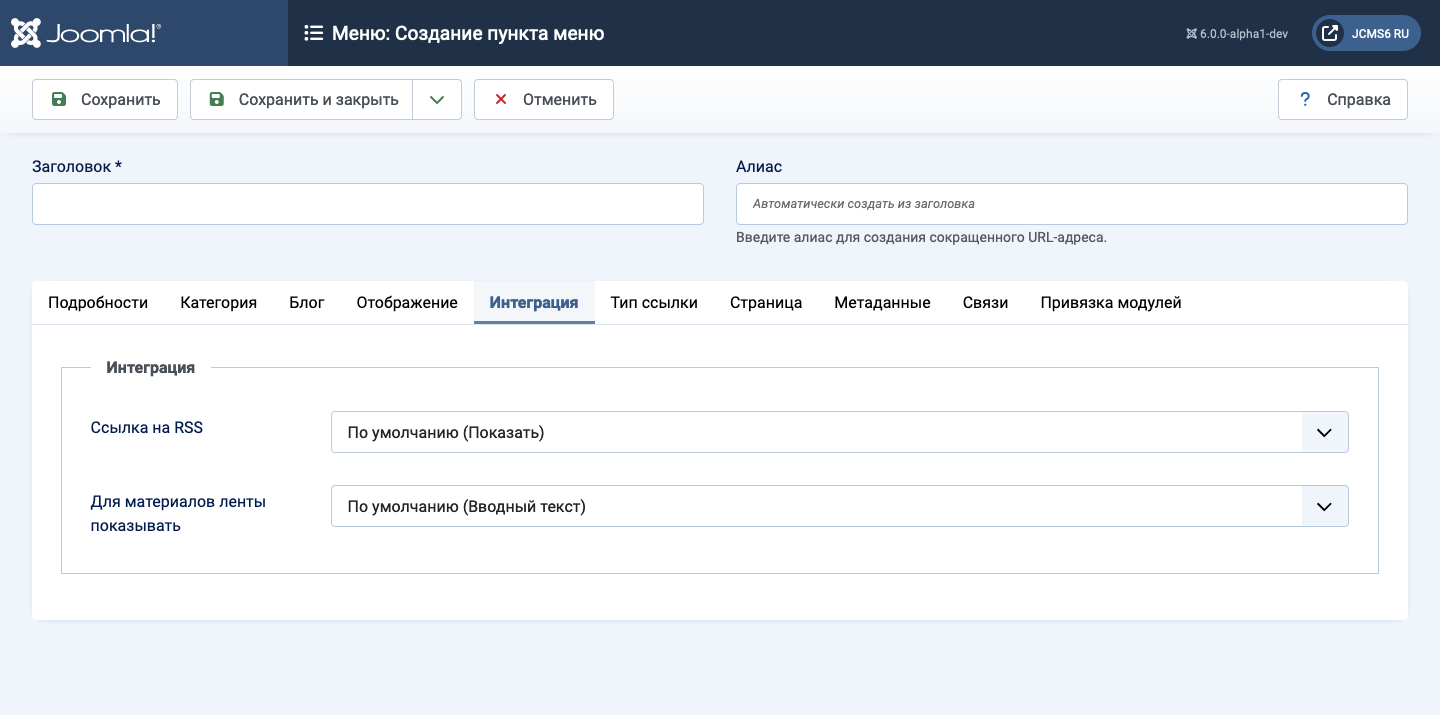 Joomla!®
Меню: Создание пункта меню
6.0.0-alpha1-dev
JCMS6 RU
Сохранить
Сохранить и закрыть
Отменить
? Справка
Заголовок *
Алиас
Автоматически создать из заголовка
Введите алиас для создания сокращенного URL-адреса.
Подробности Категория Блог Отображение Интеграция Тип ссылки Страница Метаданные Связи Привязка модулей
Интеграция
Ссылка на RSS
По умолчанию (Показать)
Для материалов ленты
показывать
По умолчанию (Вводный текст)